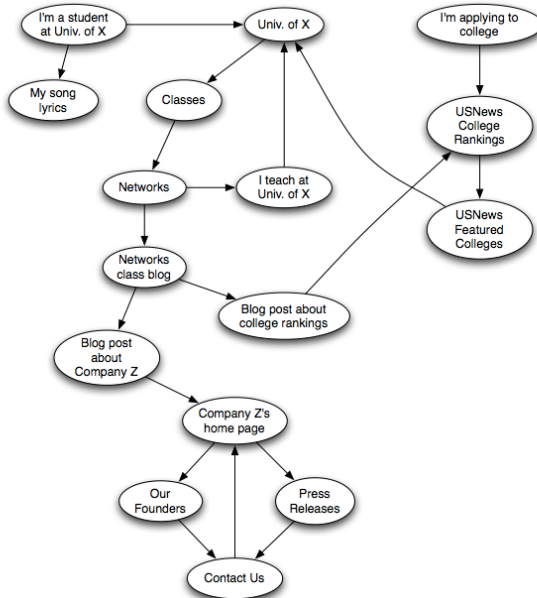 I'm a student
at Univ. of X
Univ. of X
I'm applying to
college
My song
lyrics
Classes
USNews
College
Rankings
Networks
I teach at
Univ. of X
USNews
Featured
Colleges
Networks
class blog
Blog post about
college rankings
Blog post
about
Company Z
Company Z's
home page
Our
Founders
Press
Releases
Contact Us